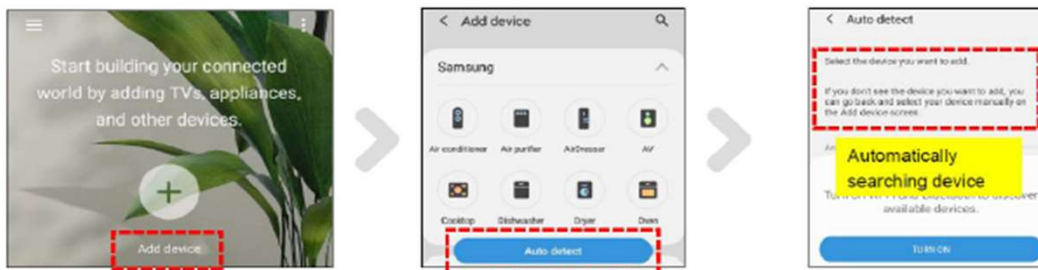 Start building your connected
world by adding TVs, appliances,
and other devices.
Add device
Add device
Samsung
Air conditioner Air purifier AirDresser AV
Cooktop Dishwasher Dryer Oven
Auto detect
Auto detect
Select the device you want to add.
If you don't see the device you want to add, you
can go back and select your device manually on
the Add device screen.
Automatically
searching device
to discover
available devices.
TURN ON